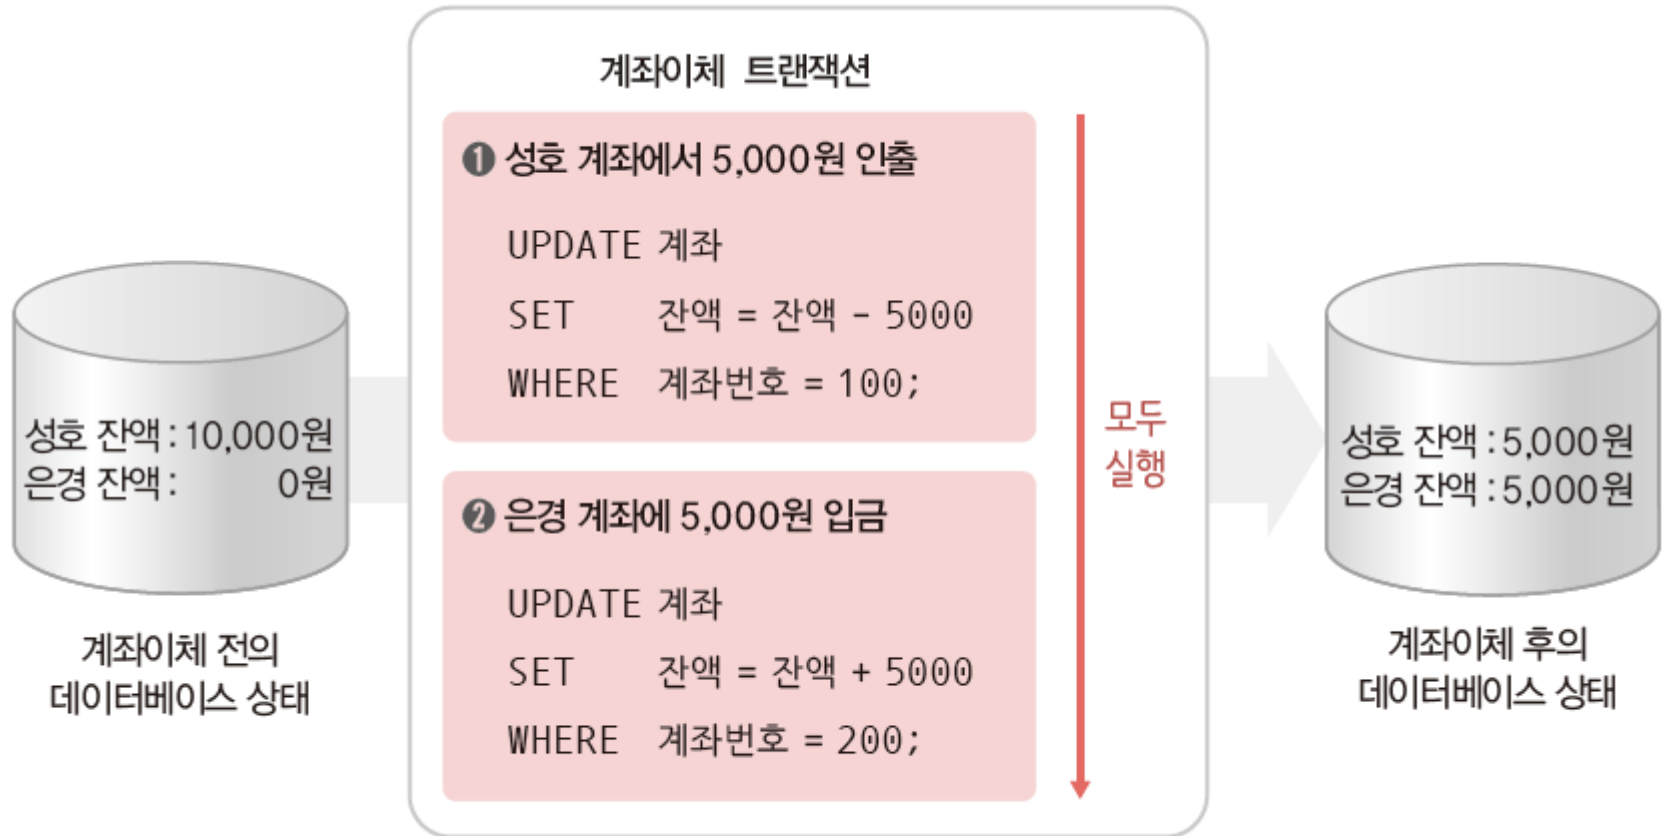 계좌이체 트랜잭션
❶ 성호 계좌에서 5,000원 인출
UPDATE 계좌
SET 잔액 = 잔액 - 5000
WHERE 계좌번호 = 100;
❷ 은경 계좌에 5,000원 입금
UPDATE 계좌
SET 잔액 = 잔액 + 5000
WHERE 계좌번호 = 200;
모두
실행
성호 잔액 : 10,000원
은경 잔액 : 0원
계좌이체 전의
데이터베이스 상태
성호 잔액 : 5,000원
은경 잔액 : 5,000원
계좌이체 후의
데이터베이스 상태